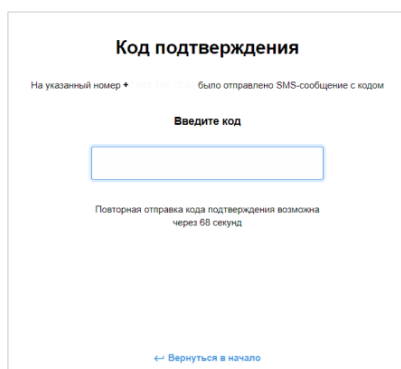 Код подтверждения
На указанный номер + было отправлено SMS-сообщение с кодом
Введите код
Повторная отправка кода подтверждения возможна
через 68 секунд
← Вернуться в начало